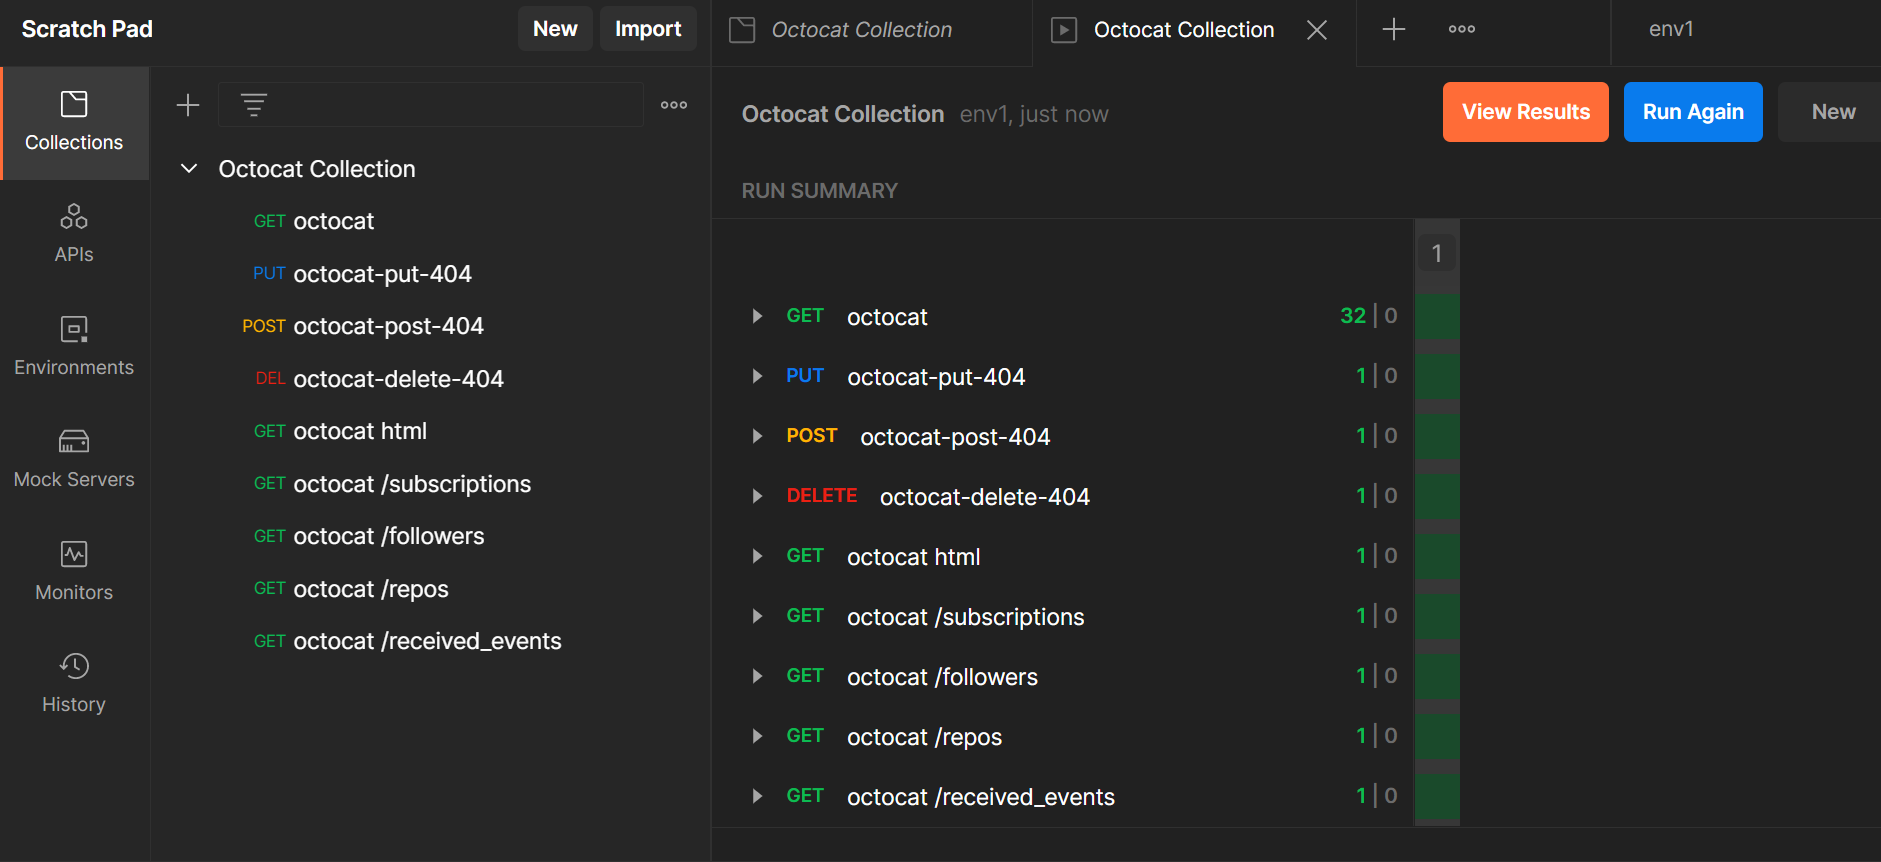 Scratch Pad New Import
Octocat Collection Octocat Collection env1
Collections
APIs
Environments
Mock Servers
Monitors
History
Octocat Collection
GET octocat
PUT octocat-put-404
POST octocat-post-404
DEL octocat-delete-404
GET octocat html
GET octocat /subscriptions
GET octocat /followers
GET octocat /repos
GET octocat /received_events
Octocat Collection env1, just now View Results Run Again New
RUN SUMMARY
1
GET octocat 32 | 0
PUT octocat-put-404 1 | 0
POST octocat-post-404 1 | 0
DELETE octocat-delete-404 1 | 0
GET octocat html 1 | 0
GET octocat /subscriptions 1 | 0
GET octocat /followers 1 | 0
GET octocat /repos 1 | 0
GET octocat /received_events 1 | 0